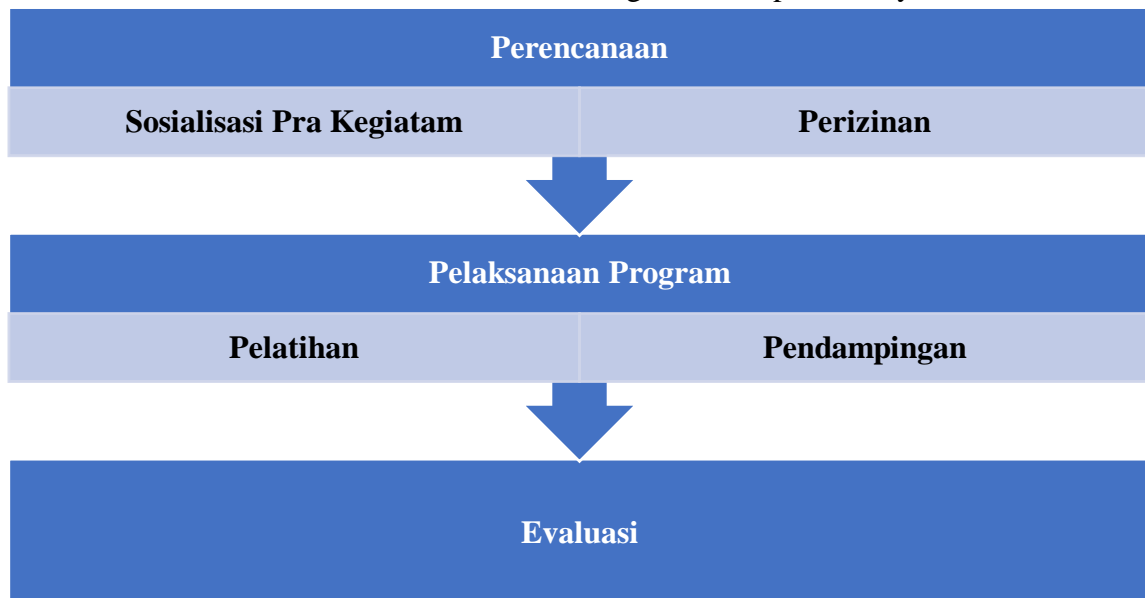 Perencanaan
Sosialisasi Pra Kegiatam
Perizinan
Pelaksanaan Program
Pelatihan
Pendampingan
Evaluasi